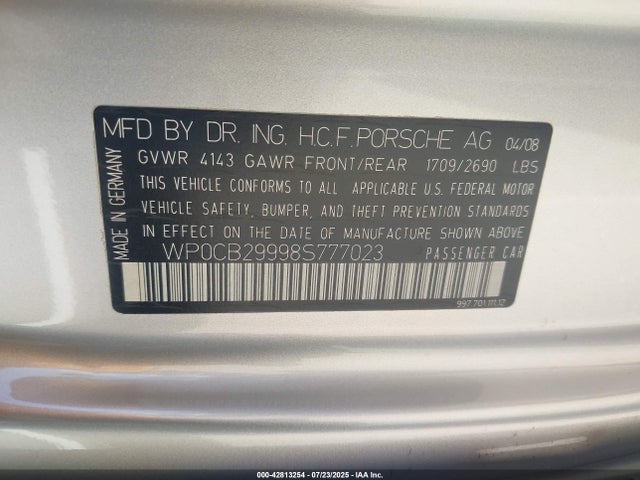 MFD BY DR. ING. H.C.F. PORSCHE AG 04/08
GVWR 4143 GAWR FRONT/REAR 1709/2690 LBS
THIS VEHICLE CONFORMS TO ALL APPLICABLE U.S. FEDERAL MOTOR
VEHICLE SAFETY, BUMPER, AND THEFT PREVENTION STANDARDS
IN EFFECT ON THE DATE OF MANUFACTURE SHOWN ABOVE
WP0CB29998S777023 PASSENGER CAR
997.701.111.12
MADE IN GERMANY
000-42813254 - 07/23/2025 - IAA Inc.